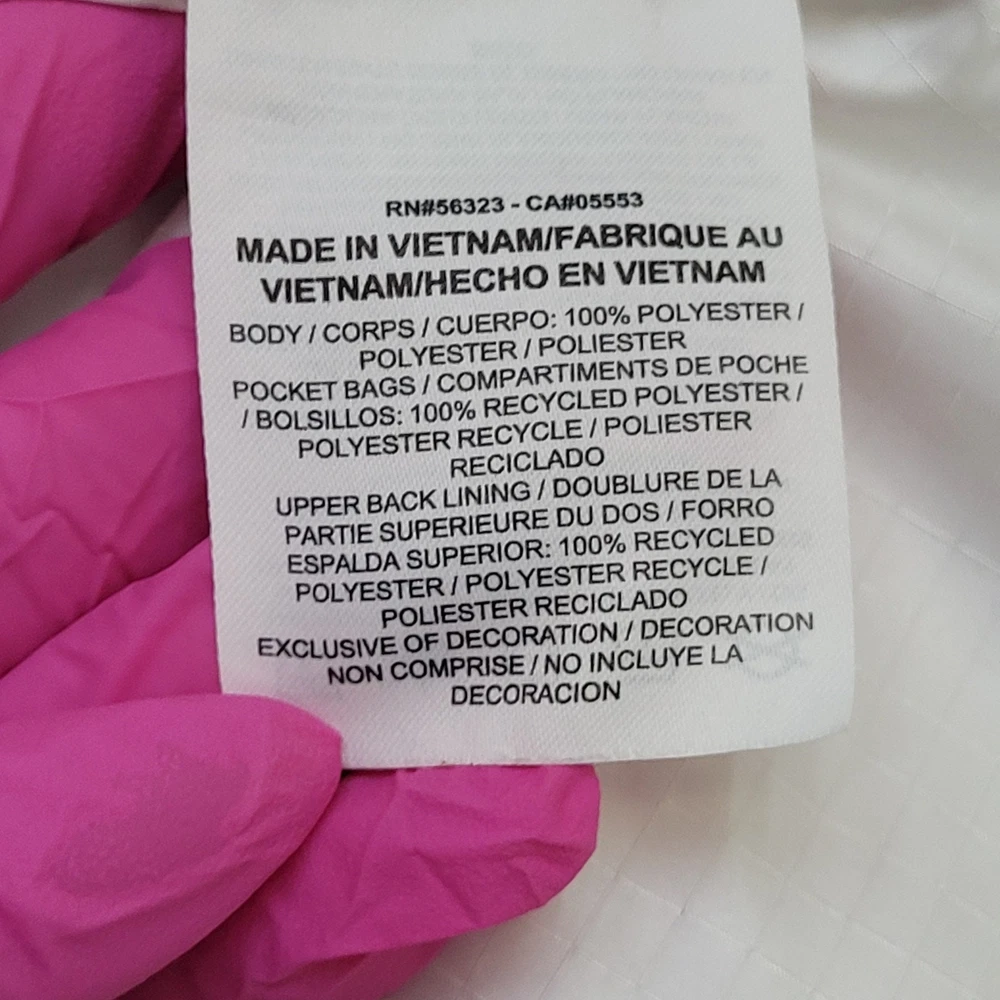 RN#56323 - CA#05553
MADE IN VIETNAM/FABRIQUE AU
VIETNAM/HECHO EN VIETNAM
BODY / CORPS / CUERPO: 100% POLYESTER /
POLYESTER / POLIESTER
POCKET BAGS / COMPARTIMENTS DE POCHE
/ BOLSILLOS: 100% RECYCLED POLYESTER /
POLYESTER RECYCLE / POLIESTER
RECICLADO
UPPER BACK LINING / DOUBLURE DE LA
PARTIE SUPERIEURE DU DOS / FORRO
ESPALDA SUPERIOR: 100% RECYCLED
POLYESTER / POLYESTER RECYCLE /
POLIESTER RECICLADO
EXCLUSIVE OF DECORATION / DECORATION
NON COMPRISE / NO INCLUYE LA
DECORACION